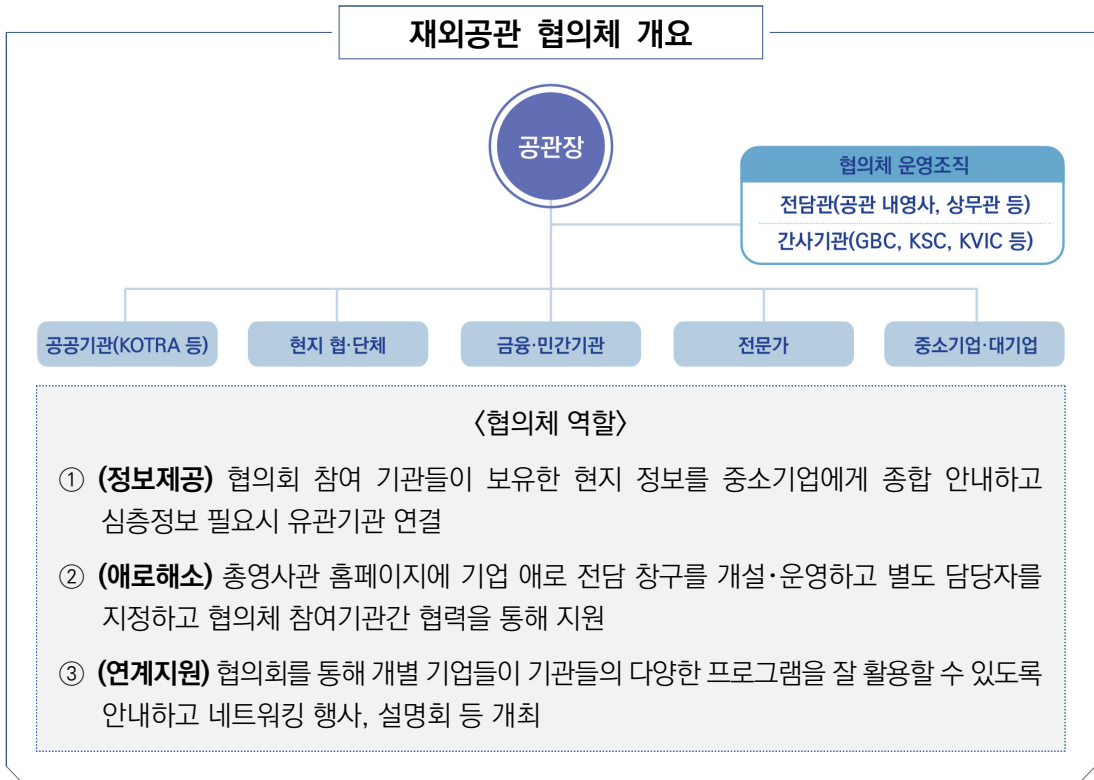 재외공관 협의체 개요
공관장
협의체 운영조직
전담관(공관 내영사, 상무관 등)
간사기관(GBC, KSC, KVIC 등)
공공기관(KOTRA 등)
현지 협·단체
금융·민간기관
전문가
중소기업·대기업
〈협의체 역할〉
① (정보제공) 협의회 참여 기관들이 보유한 현지 정보를 중소기업에게 종합 안내하고
심층정보 필요시 유관기관 연결
② (애로해소) 총영사관 홈페이지에 기업 애로 전담 창구를 개설·운영하고 별도 담당자를
지정하고 협의체 참여기관간 협력을 통해 지원
③ (연계지원) 협의회를 통해 개별 기업들이 기관들의 다양한 프로그램을 잘 활용할 수 있도록
안내하고 네트워킹 행사, 설명회 등 개최